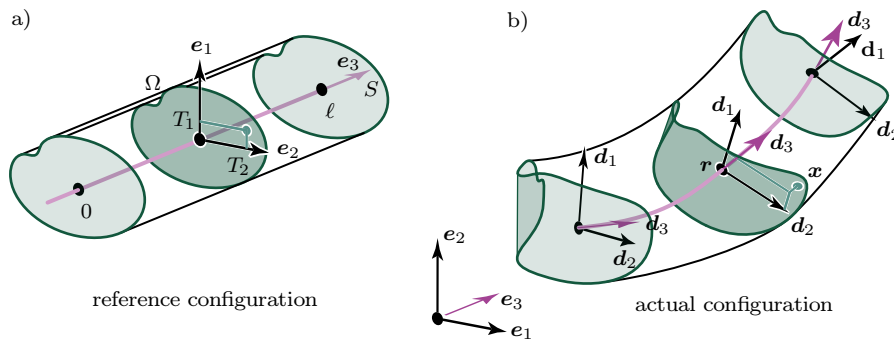 a)
e₁
Ω
e₃
S
T₁
ℓ
e₂
T₂
0
reference configuration
b)
d₃
d₁
d₂
d₁
d₃
r
x
d₂
d₁
d₃
d₂
e₂
e₃
e₁
actual configuration